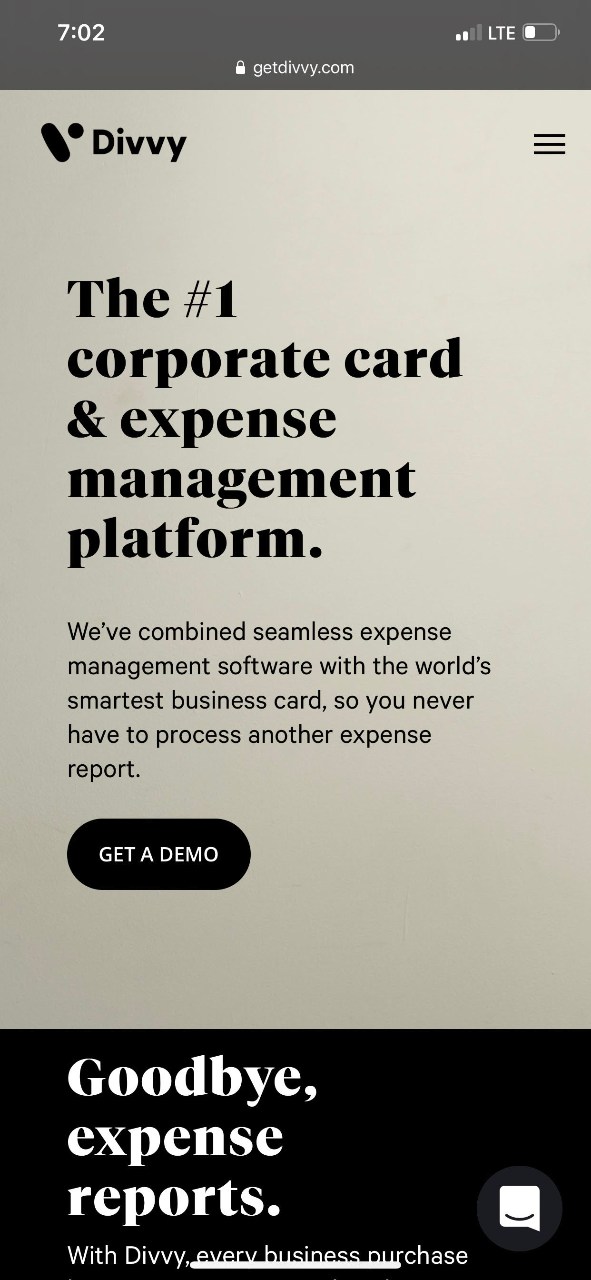 7:02
LTE
getdivvy.com
Divvy
The #1
corporate card
& expense
management
platform.
We’ve combined seamless expense
management software with the world’s
smartest business card, so you never
have to process another expense
report.
GET A DEMO
Goodbye,
expense
reports.
With Divvy, every business purchase